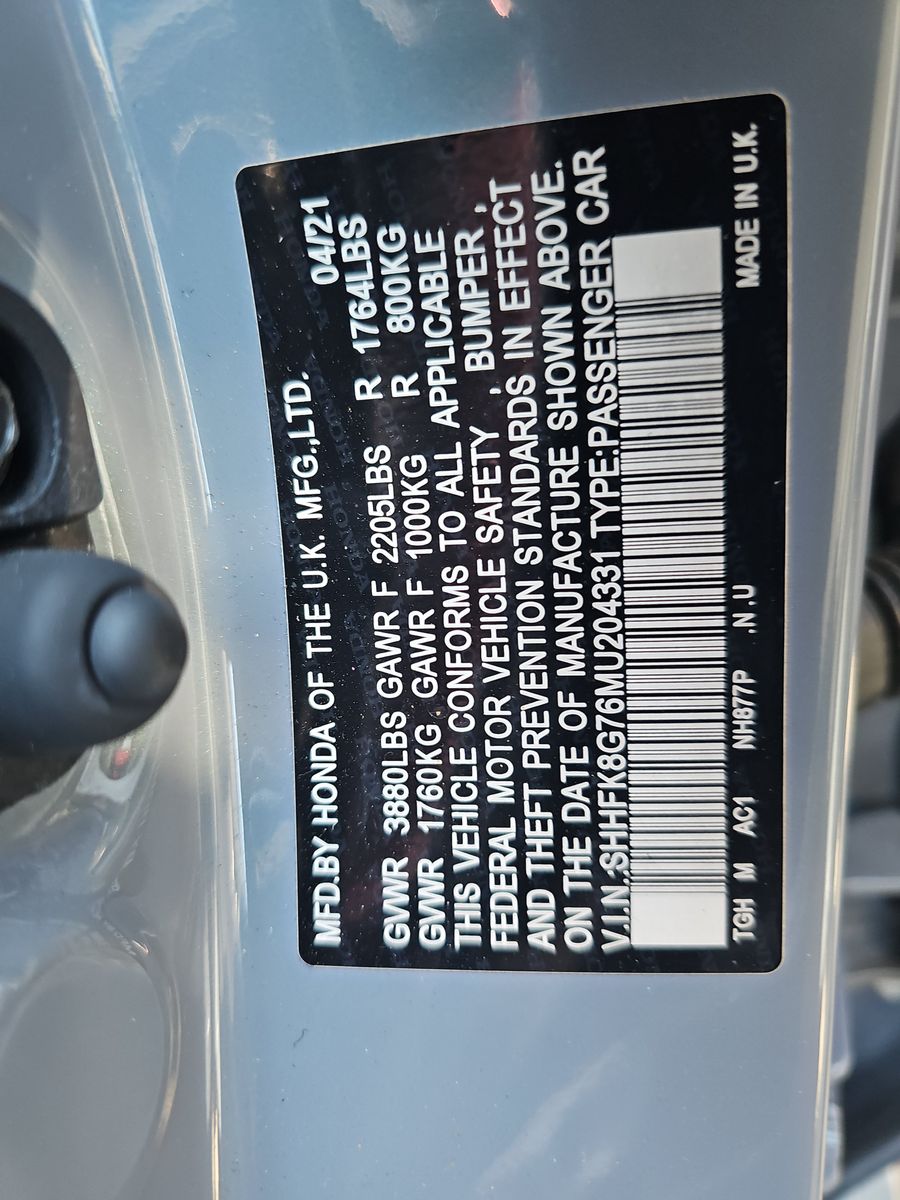 MFD.BY HONDA OF THE U.K. MFG.,LTD. 04/21
GVWR 3880LBS GAWR F 2205LBS R 1764LBS
GVWR 1760KG GAWR F 1000KG R 800KG
THIS VEHICLE CONFORMS TO ALL APPLICABLE
FEDERAL MOTOR VEHICLE SAFETY , BUMPER ,
AND THEFT PREVENTION STANDARDS IN EFFECT
ON THE DATE OF MANUFACTURE SHOWN ABOVE.
V.I.N.:SHHFK8G76MU204331 TYPE:PASSENGER CAR
TGH M AC1 NH877P .N .U MADE IN U.K.